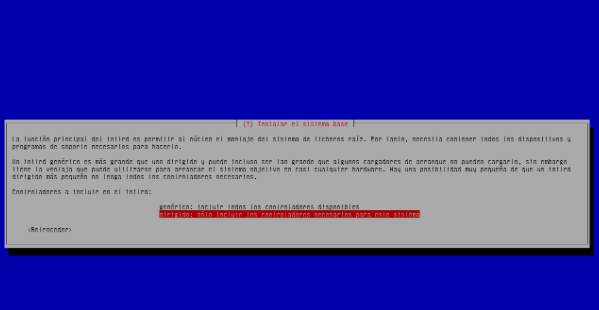 [?] Instalar el sistema base
La función principal del initrd es permitir al núcleo el montaje del sistema de ficheros raíz. Por tanto, necesita contener todos los dispositivos y
programas de soporte necesarios para hacerlo.
Un initrd genérico es más grande que uno dirigido y puede incluso ser tan grande que algunos cargadores de arranque no pueden cargarlo, sin embargo
tiene la ventaja que puede utilizarse para arrancar el sistema objetivo en casi cualquier hardware. Hay una posibilidad muy pequeña de que un initrd
dirigido más pequeño no tenga todos los controladores necesarios.
Controladores a incluir en el initrd:
genérico: incluir todos los controladores disponibles
dirigido: sólo incluir los controladores necesarios para este sistema
<Retroceder>